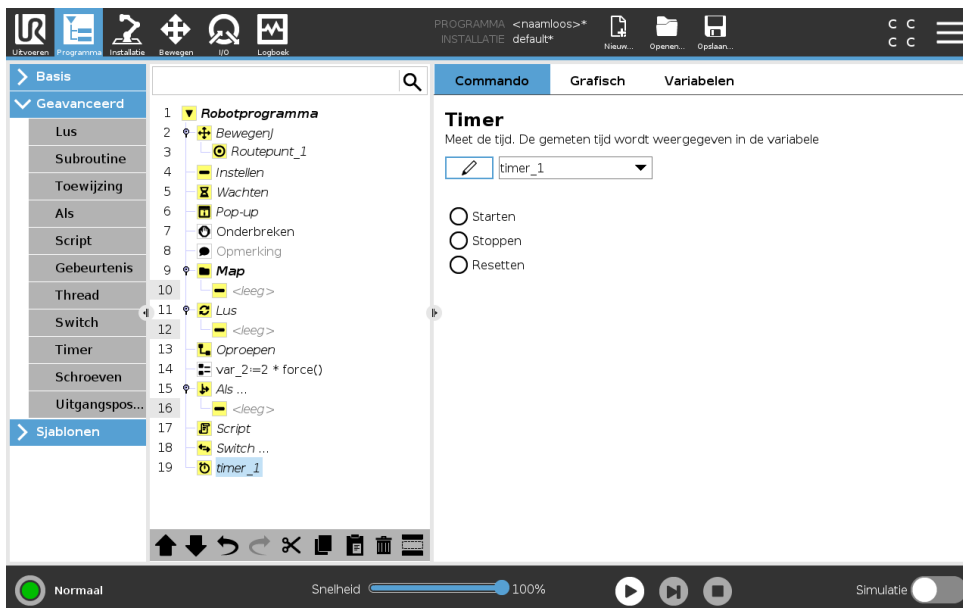 PROGRAMMA <naamloos>*
INSTALLATIE default*
Uitvoeren
Programma
Installatie
Bewegen
I/O
Logboek
Nieuw...
Openen...
Opslaan...
C C
C C
Basis
Geavanceerd
Lus
Subroutine
Toewijzing
Als
Script
Gebeurtenis
Thread
Switch
Timer
Schroeven
Uitgangspos...
Sjablonen
1 Robotprogramma
2 BewegenJ
3 Routepunt_1
4 Instellen
5 Wachten
6 Pop-up
7 Onderbreken
8 Opmerking
9 Map
10 <leeg>
11 Lus
12 <leeg>
13 Oproepen
14 var_2:=2 * force()
15 Als ...
16 <leeg>
17 Script
18 Switch ...
19 timer_1
Commando
Grafisch
Variabelen
Timer
Meet de tijd. De gemeten tijd wordt weergegeven in de variabele
timer_1
Starten
Stoppen
Resetten
Normaal
Snelheid
100%
Simulatie